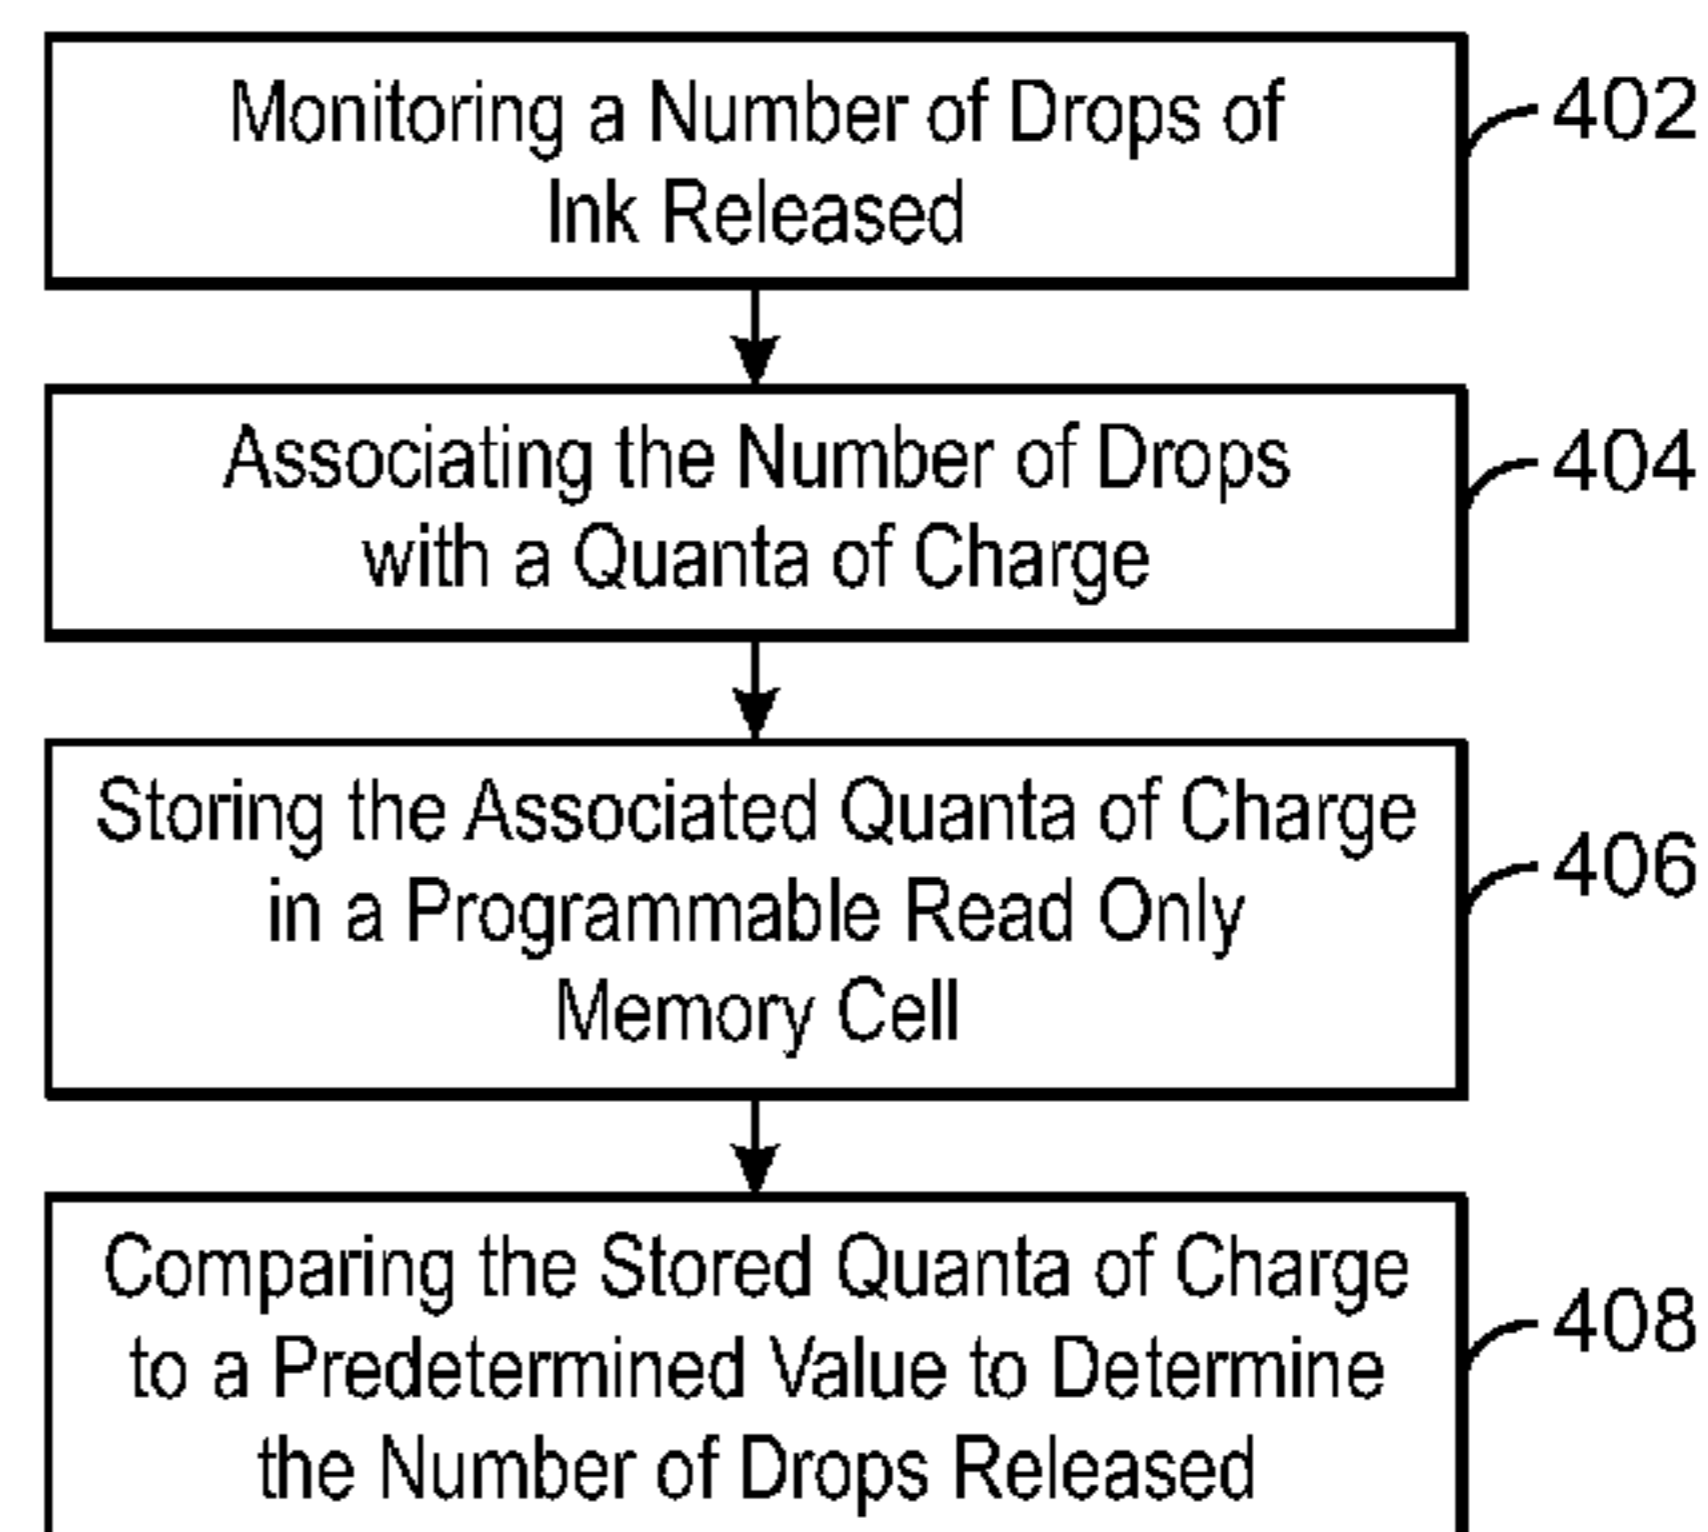 Monitoring a Number of Drops of
Ink Released
402
Associating the Number of Drops
with a Quanta of Charge
404
Storing the Associated Quanta of Charge
in a Programmable Read Only
Memory Cell
406
Comparing the Stored Quanta of Charge
to a Predetermined Value to Determine
the Number of Drops Released
408